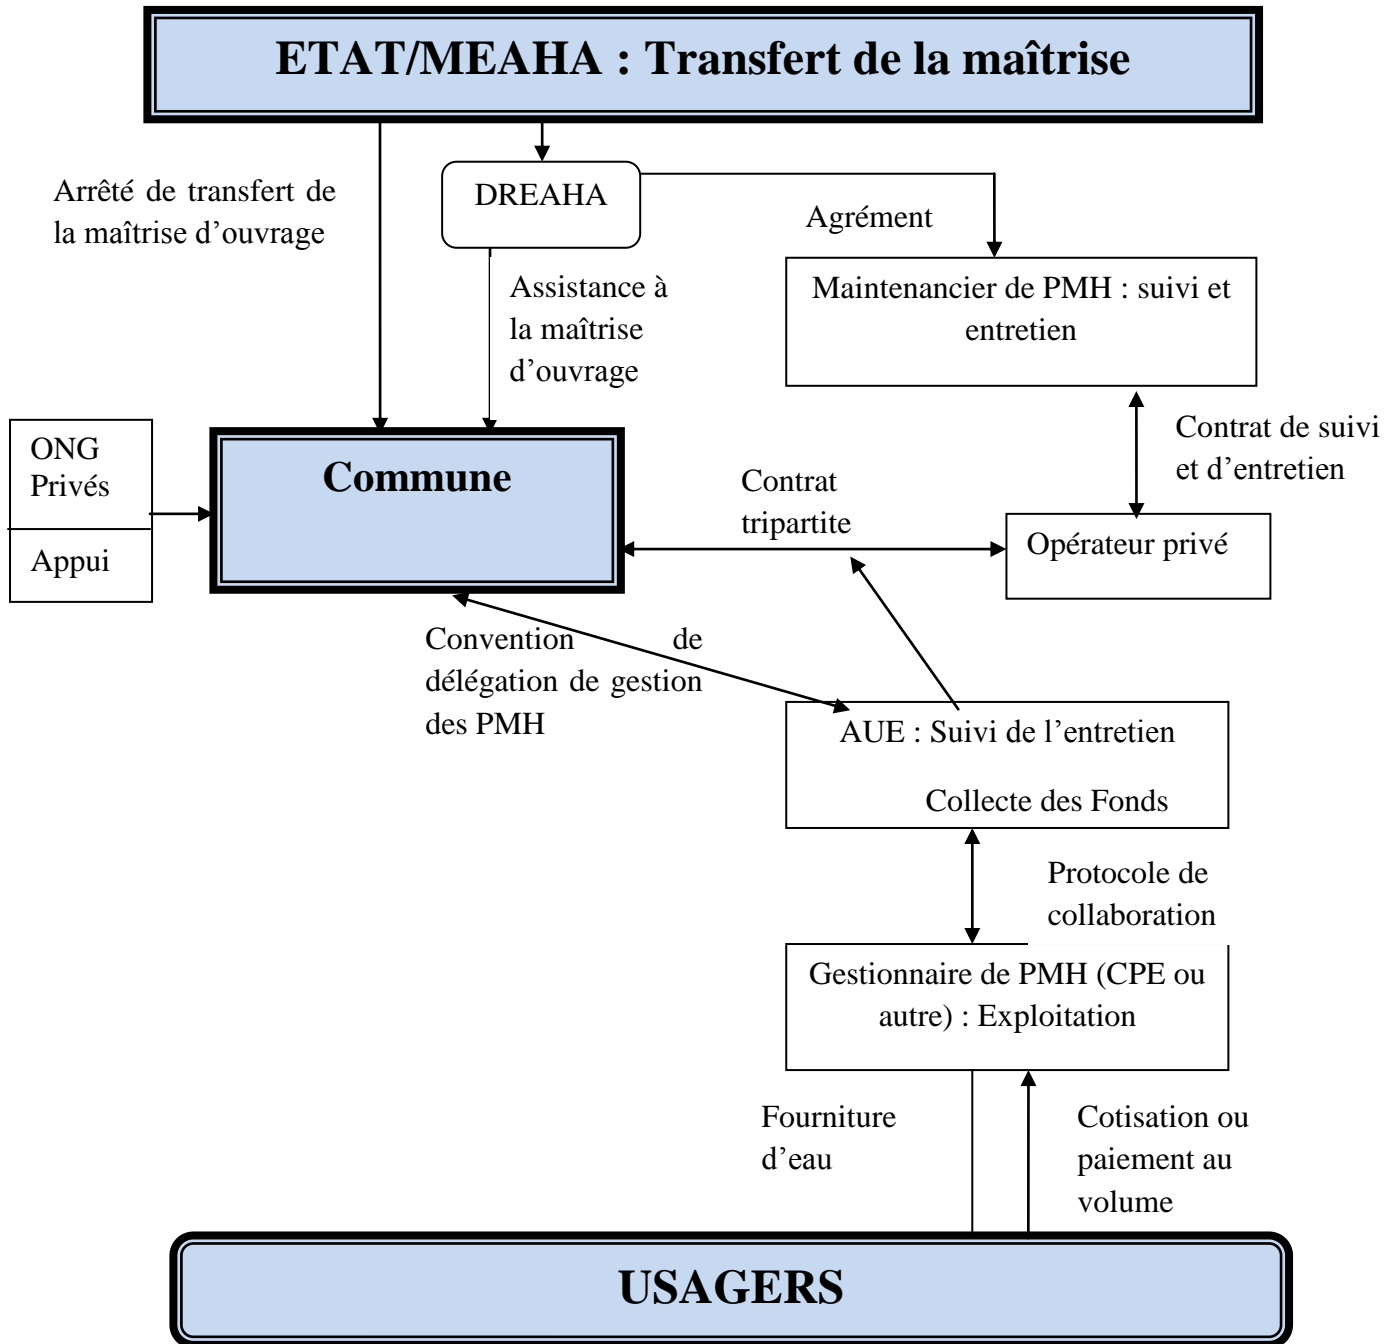 ETAT/MEAHA : Transfert de la maîtrise
Arrêté de transfert de
la maîtrise d’ouvrage
DREAHA
Agrément
Assistance à
la maîtrise
d’ouvrage
Maintenancier de PMH : suivi et
entretien
ONG
Privés
Appui
Commune
Contrat
tripartite
Contrat de suivi
et d’entretien
Opérateur privé
Convention de
délégation de gestion
des PMH
AUE : Suivi de l’entretien
Collecte des Fonds
Protocole de
collaboration
Gestionnaire de PMH (CPE ou
autre) : Exploitation
Fourniture
d’eau
Cotisation ou
paiement au
volume
USAGERS